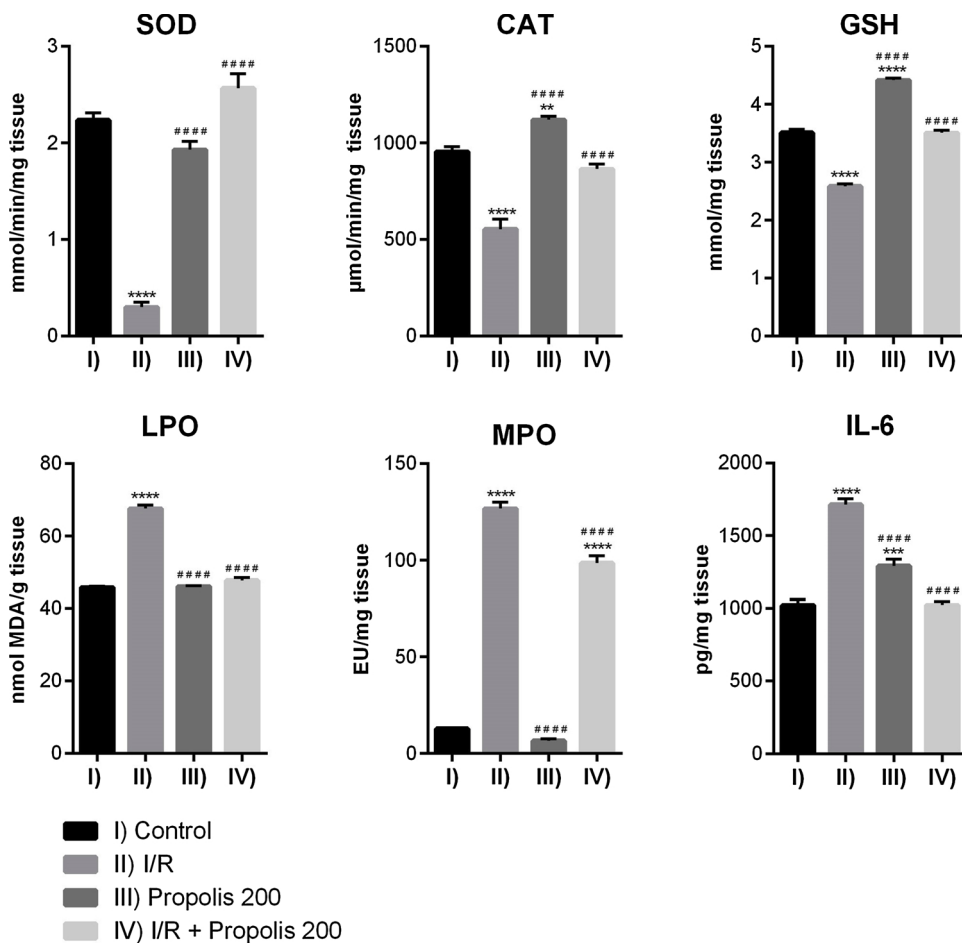 SOD
mmol/min/mg tissue
3
2
1
0
####
####
****
I) II) III) IV)
CAT
µmol/min/mg tissue
1500
1000
500
0
####
**
####
****
I) II) III) IV)
GSH
mmol/mg tissue
5
4
3
2
1
0
####
****
####
****
I) II) III) IV)
LPO
nmol MDA/g tissue
80
60
40
20
0
****
#### ####
I) II) III) IV)
MPO
EU/mg tissue
150
100
50
0
****
####
****
####
I) II) III) IV)
IL-6
pg/mg tissue
2000
1500
1000
500
0
****
####
***
####
I) II) III) IV)
I) Control
II) I/R
III) Propolis 200
IV) I/R + Propolis 200